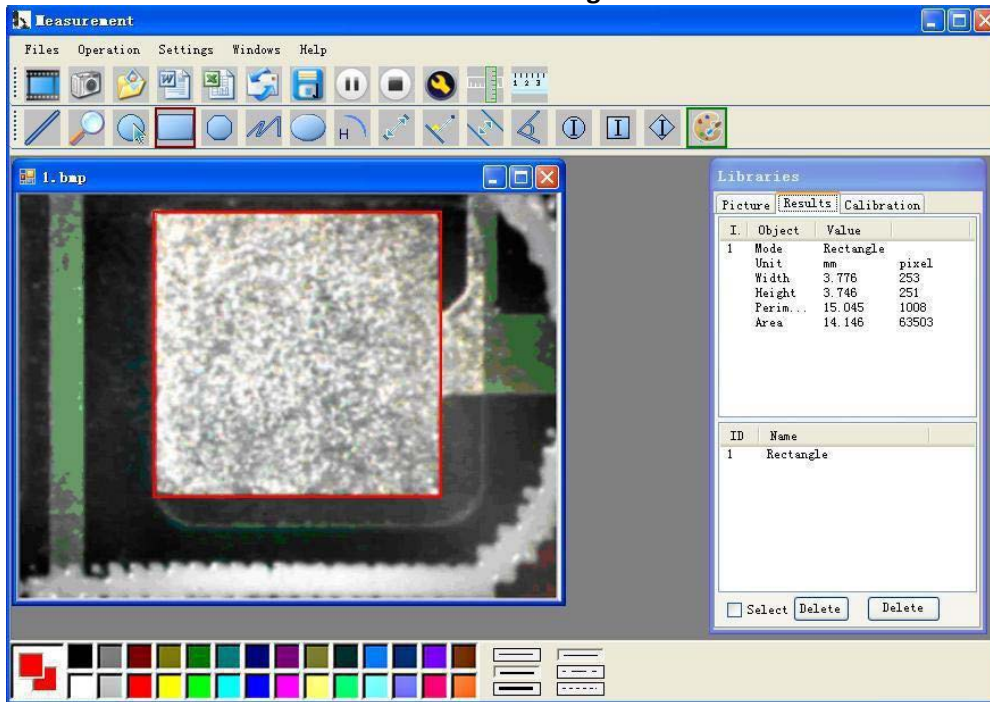 Measurement
Files Operation Settings Windows Help
1 2 3
H
I I I
1.bmp
Libraries
Picture Results Calibration
I. Object Value
1 Mode Rectangle
Unit mm pixel
Width 3.776 253
Height 3.746 251
Perim... 15.045 1008
Area 14.146 63503
ID Name
1 Rectangle
Select Delete Delete